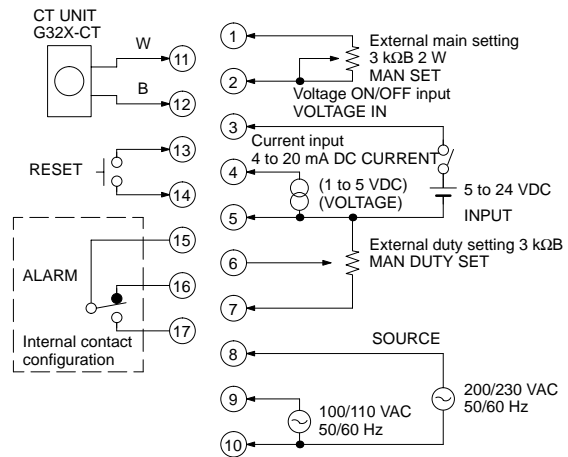 CT UNIT
G32X-CT
W
11
B
12
13
RESET
14
15
ALARM
16
17
Internal contact
configuration
1
External main setting
3 kΩB 2 W
MAN SET
2
Voltage ON/OFF input
VOLTAGE IN
3
Current input
4 to 20 mA DC CURRENT
4
(1 to 5 VDC)
(VOLTAGE)
5 to 24 VDC
5
INPUT
External duty setting 3 kΩB
MAN DUTY SET
6
7
SOURCE
8
200/230 VAC
50/60 Hz
9
100/110 VAC
50/60 Hz
10